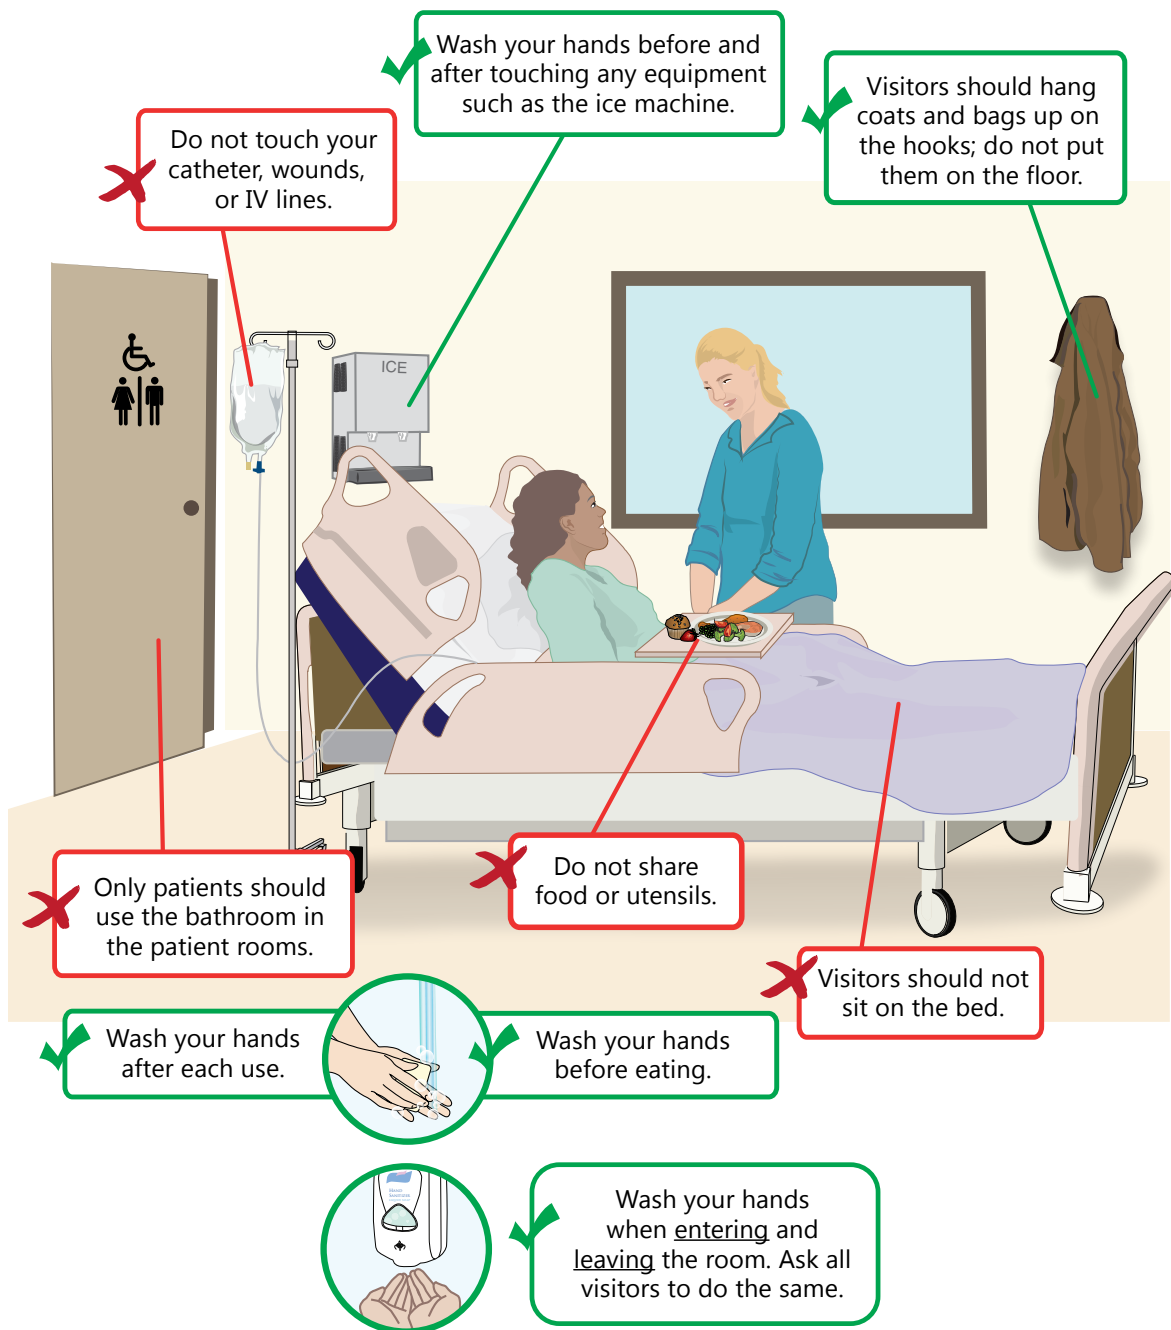 Wash your hands before and
after touching any equipment
such as the ice machine.
Visitors should hang
coats and bags up on
the hooks; do not put
them on the floor.
Do not touch your
catheter, wounds,
or IV lines.
ICE
Only patients should
use the bathroom in
the patient rooms.
Do not share
food or utensils.
Visitors should not
sit on the bed.
Wash your hands
after each use.
Wash your hands
before eating.
Wash your hands
when entering and
leaving the room. Ask all
visitors to do the same.